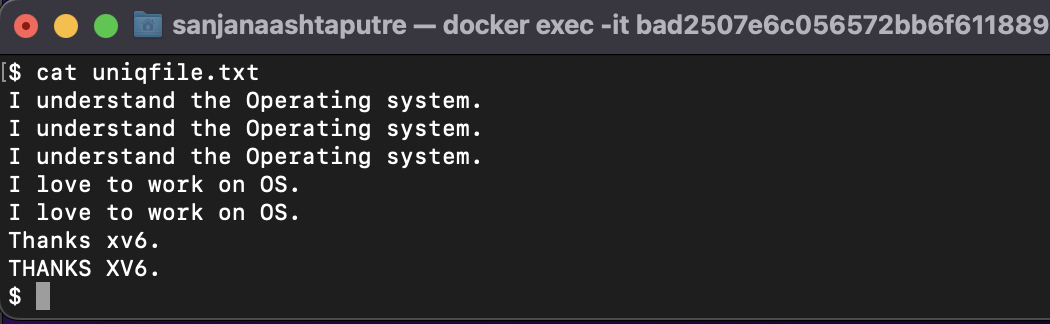 sanjanaashtaputre — docker exec -it bad2507e6c056572bb6f611889
[$ cat uniqfile.txt
I understand the Operating system.
I understand the Operating system.
I understand the Operating system.
I love to work on OS.
I love to work on OS.
Thanks xv6.
THANKS XV6.
$